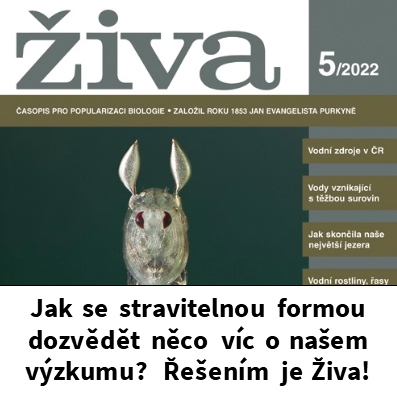 živa
5/2022
ČASOPIS PRO POPULARIZACI BIOLOGIE • ZALOŽIL ROKU 1853 JAN EVANGELISTA PURKYNĚ
Vodní zdroje v ČR
Vody vznikající
s těžbou surovin
Jak skončila naše
největší jezera
Vodní rostliny, řasy
Jak se stravitelnou formou
dozvědět něco víc o našem
výzkumu? Řešením je Živa!